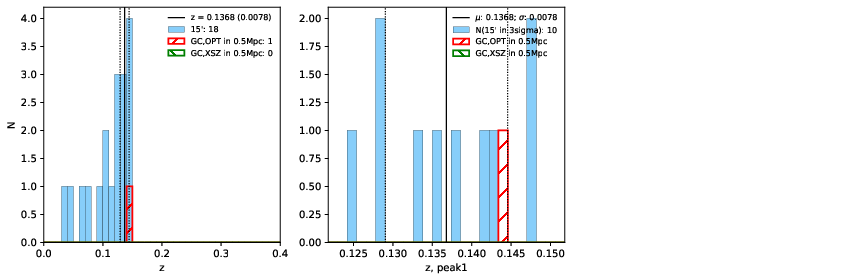 z = 0.1368 (0.0078)
15': 18
GC,OPT in 0.5Mpc: 1
GC,XSZ in 0.5Mpc: 0
4.0
3.5
3.0
2.5
2.0
1.5
1.0
0.5
0.0
N
0.0 0.1 0.2 0.3 0.4
z
μ: 0.1368; σ: 0.0078
N(15' in 3sigma): 10
GC,OPT in 0.5Mpc
GC,XSZ in 0.5Mpc
2.00
1.75
1.50
1.25
1.00
0.75
0.50
0.25
0.00
0.125 0.130 0.135 0.140 0.145 0.150
z, peak1